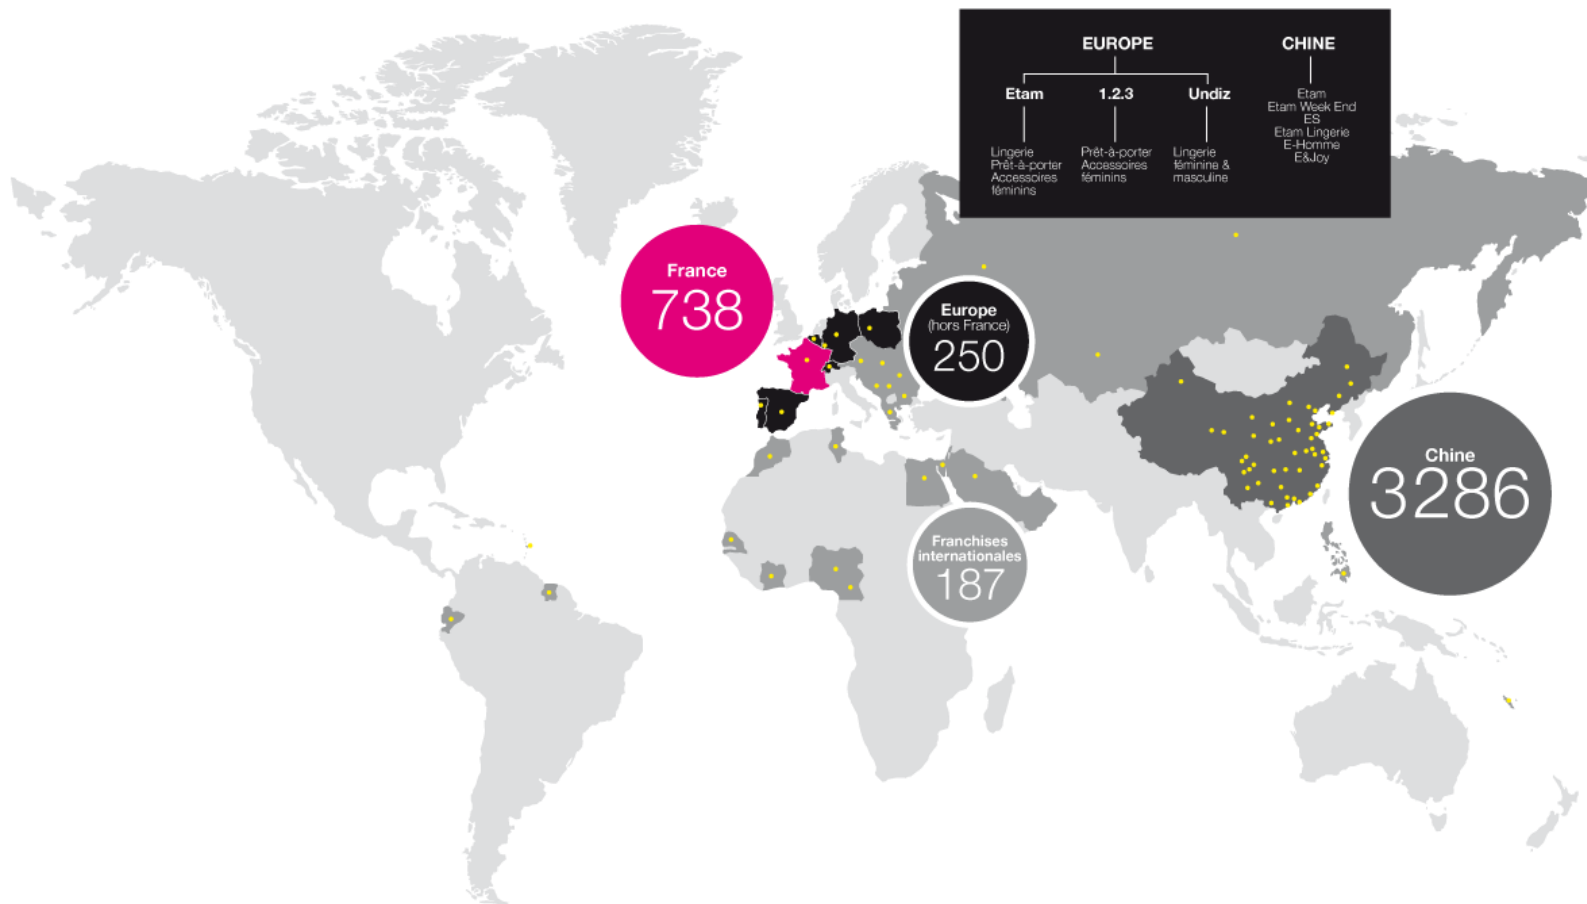 EUROPE
Etam
Lingerie
Prêt-à-porter
Accessoires
féminins
1.2.3
Prêt-à-porter
Accessoires
féminins
Undiz
Lingerie
féminine &
masculine
CHINE
Etam
Etam Week End
ES
Etam Lingerie
E-Homme
E&Joy
France
738
Europe
(hors France)
250
Chine
3286
Franchises
internationales
187